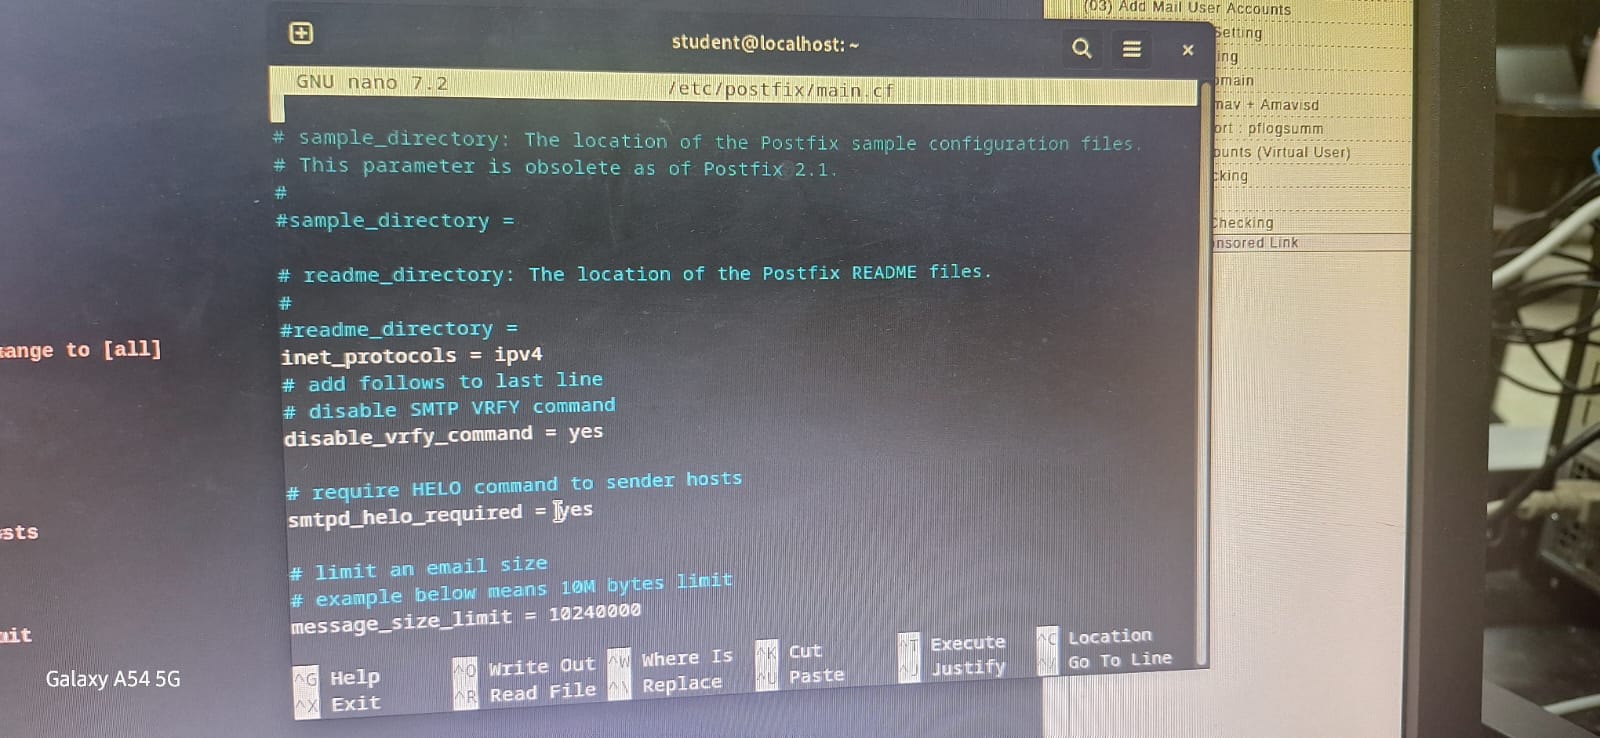 (03) Add Mail User Accounts
Setting
ing
omain
nav + Amavisd
ort : pflogsumm
ounts (Virtual User)
cking
Checking
nsored Link
student@localhost:~
GNU nano 7.2 /etc/postfix/main.cf
# sample_directory: The location of the Postfix sample configuration files.
# This parameter is obsolete as of Postfix 2.1.
#
#sample_directory =
# readme_directory: The location of the Postfix README files.
#
#readme_directory =
inet_protocols = ipv4
# add follows to last line
# disable SMTP VRFY command
disable_vrfy_command = yes
# require HELO command to sender hosts
smtpd_helo_required = yes
# limit an email size
# example below means 10M bytes limit
message_size_limit = 10240000
^G Help ^O Write Out ^W Where Is ^K Cut ^T Execute ^C Location
^X Exit ^R Read File ^\ Replace ^U Paste ^J Justify ^/ Go To Line
ange to [all]
sts
mit
Galaxy A54 5G